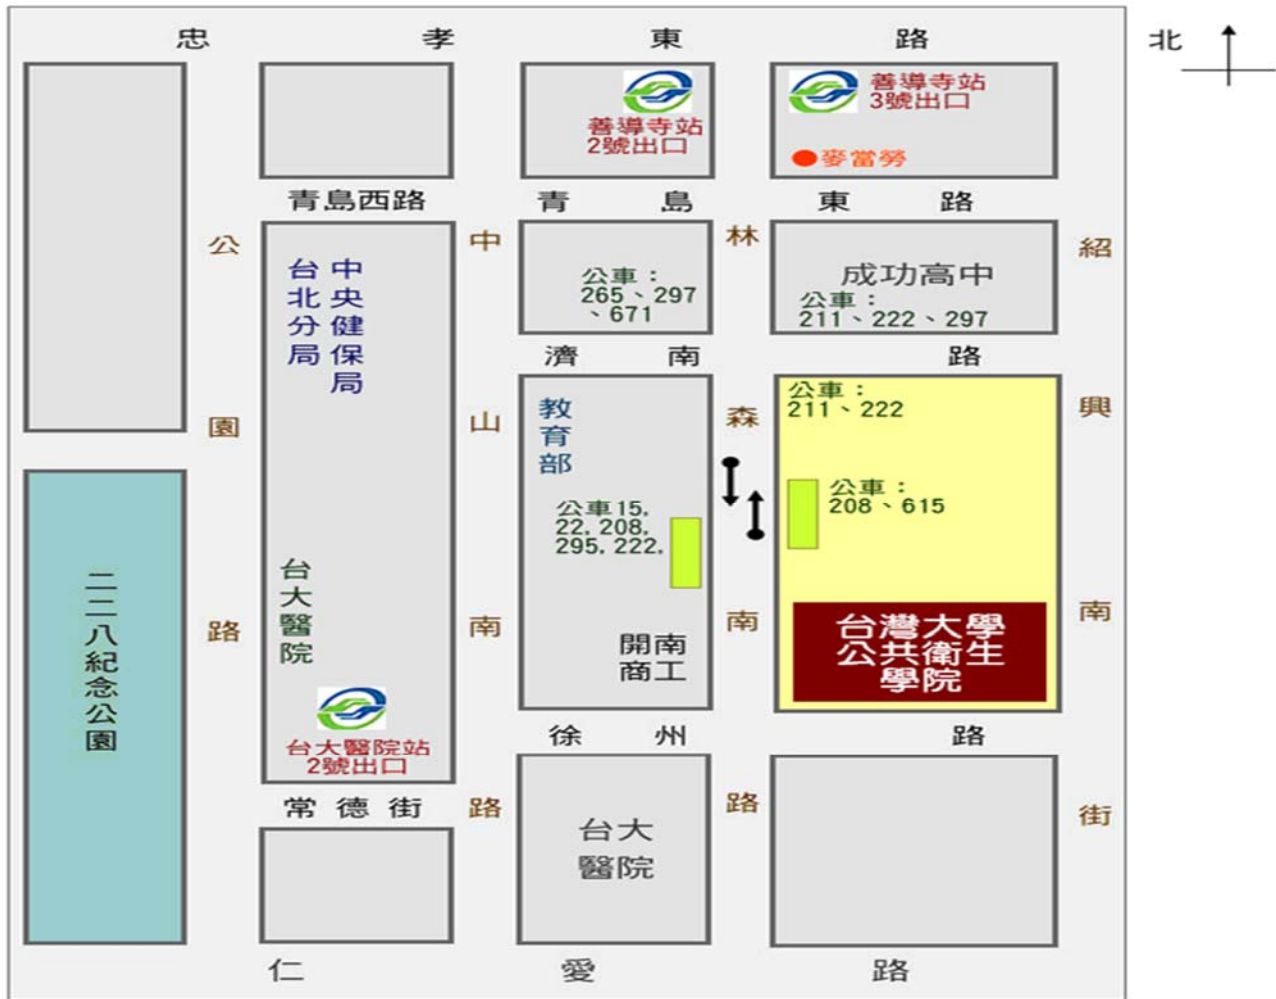 忠孝東路
北
善導寺站
2號出口
善導寺站
3號出口
麥當勞
青島西路
青島東路
公園路
中山南路
林森南路
紹興南街
中央健保局
台北分局
公車：
265、297
、671
成功高中
公車：
211、222、297
濟南路
教育部
公車15,
22, 208,
295, 222,
公車：
211、222
公車：
208、615
二二八紀念公園
台大醫院
開南
商工
台灣大學
公共衛生
學院
台大醫院站
2號出口
徐州路
常德街
台大
醫院
仁愛路